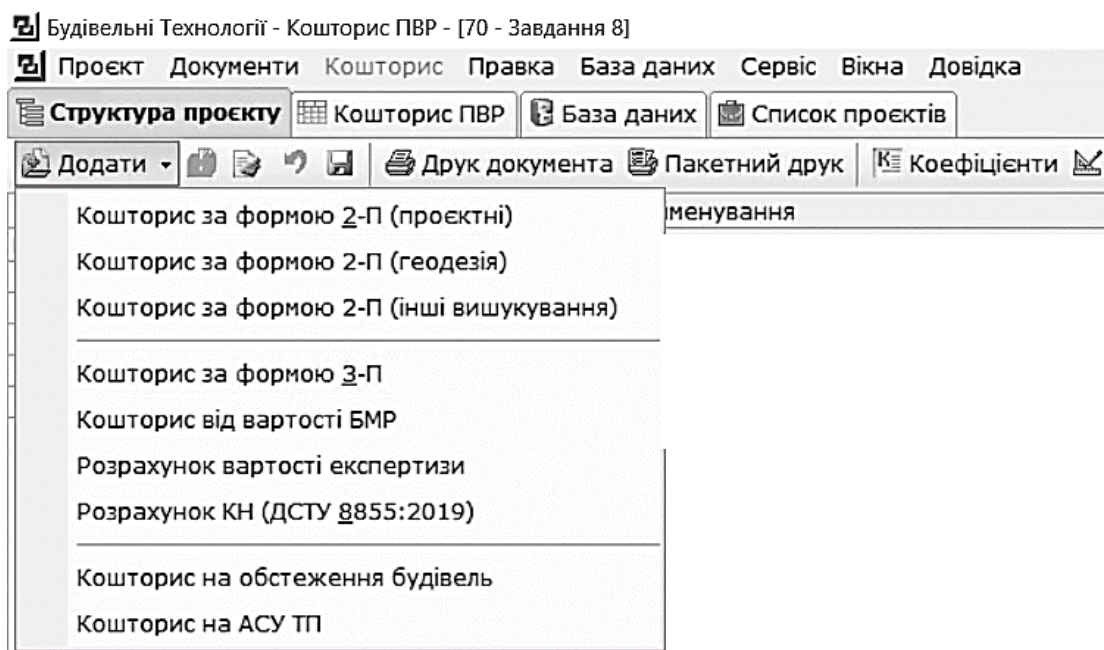 Будівельні Технології - Кошторис ПВР - [70 - Завдання 8]
Проєкт Документи Кошторис Правка База даних Сервіс Вікна Довідка
Структура проєкту Кошторис ПВР База даних Список проєктів
Додати Друк документа Пакетний друк Коефіцієнти
Кошторис за формою 2-П (проєктні)
йменування
Кошторис за формою 2-П (геодезія)
Кошторис за формою 2-П (інші вишукування)
Кошторис за формою 3-П
Кошторис від вартості БМР
Розрахунок вартості експертизи
Розрахунок КН (ДСТУ 8855:2019)
Кошторис на обстеження будівель
Кошторис на АСУ ТП